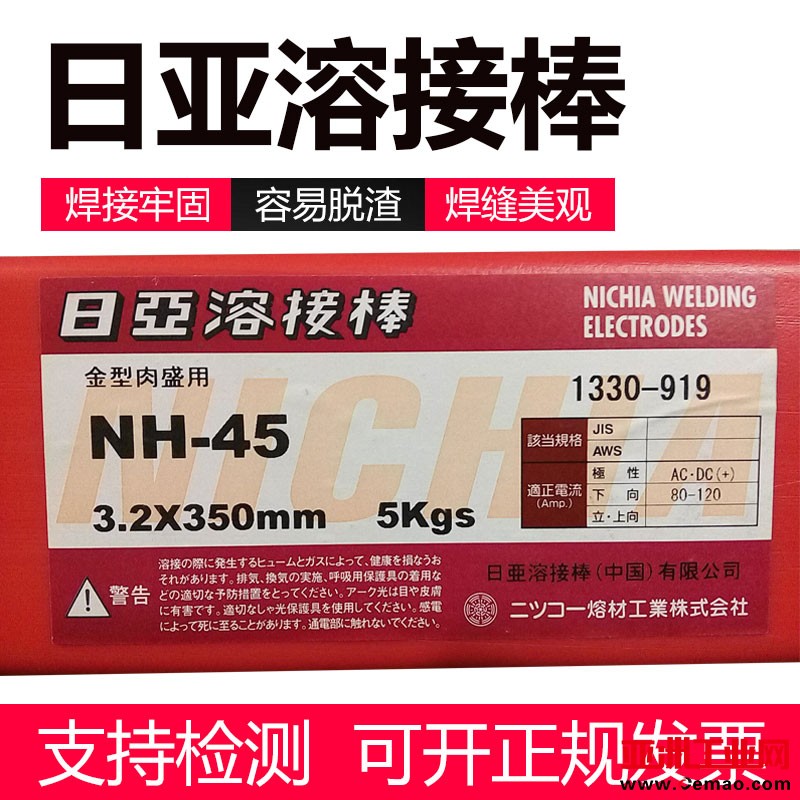 日亚溶接棒
焊接牢固 容易脱渣 焊缝美观
日亞溶接棒
NICHIA WELDING
ELECTRODES
金型肉盛用
1330-919
NH-45
3.2X350mm 5Kgs
該当規格 JIS
AWS
適正電流
(Amp.)
極性 AC・DC(+)
下向 80-120
立・上向
NICHIA
警告
溶接の際に発生するヒュームとガスによって、健康を損なうお
それがあります。排気、換気の実施、呼吸用保護具の着用な
どの適切な予防措置をとってください。アーク光は目や皮膚
に有害です。適切なしゃ光保護具を使用してください。感電
によって死に至ることがあります。通電部に触れないでください。
日亜溶接棒(中国)有限公司
ニツコー熔材工業株式会社
支持检测 可开正规发票
亚洲工业网
www.cemao.com